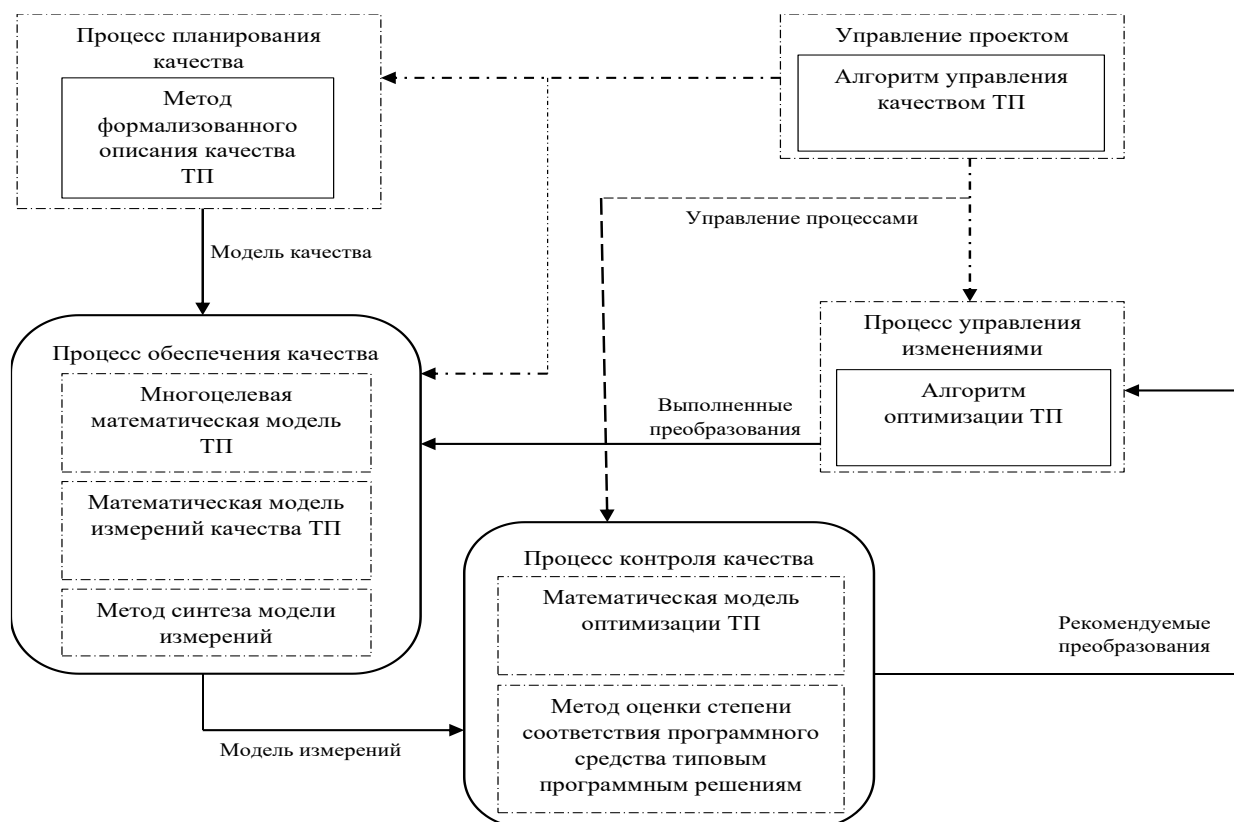 Процесс планирования
качества
Метод
формализованного
описания качества
ТП
Управление проектом
Алгоритм управления
качеством ТП
Управление процессами
Модель качества
Процесс управления
изменениями
Алгоритм
оптимизации ТП
Процесс обеспечения качества
Многоцелевая
математическая модель
ТП
Математическая модель
измерений качества ТП
Метод синтеза модели
измерений
Выполненные
преобразования
Процесс контроля качества
Математическая модель
оптимизации ТП
Метод оценки степени
соответствия программного
средства типовым
программным решениям
Рекомендуемые
преобразования
Модель измерений